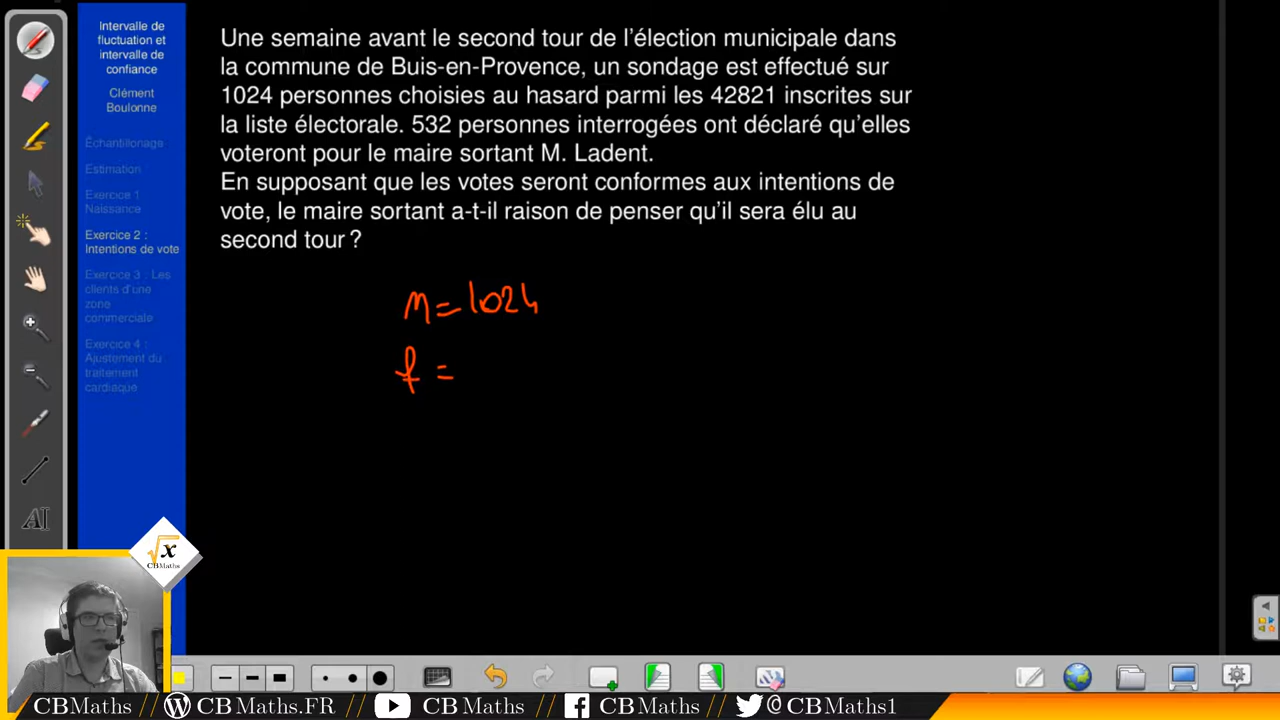 Intervalle de
fluctuation et
intervalle de
confiance
Clément
Boulonne
Échantillonage
Estimation
Exercice 1
Naissance
Exercice 2 :
Intentions de vote
Exercice 3 : Les
clients d'une
zone
commerciale
Exercice 4 :
Ajustement du
traitement
cardiaque
Une semaine avant le second tour de l'élection municipale dans
la commune de Buis-en-Provence, un sondage est effectué sur
1024 personnes choisies au hasard parmi les 42821 inscrites sur
la liste électorale. 532 personnes interrogées ont déclaré qu'elles
voteront pour le maire sortant M. Ladent.
En supposant que les votes seront conformes aux intentions de
vote, le maire sortant a-t-il raison de penser qu'il sera élu au
second tour ?
n = 1024
f =
AI
√x
CBMaths
CBMaths // CBMaths.FR // CBMaths // CBMaths // @CBMaths1